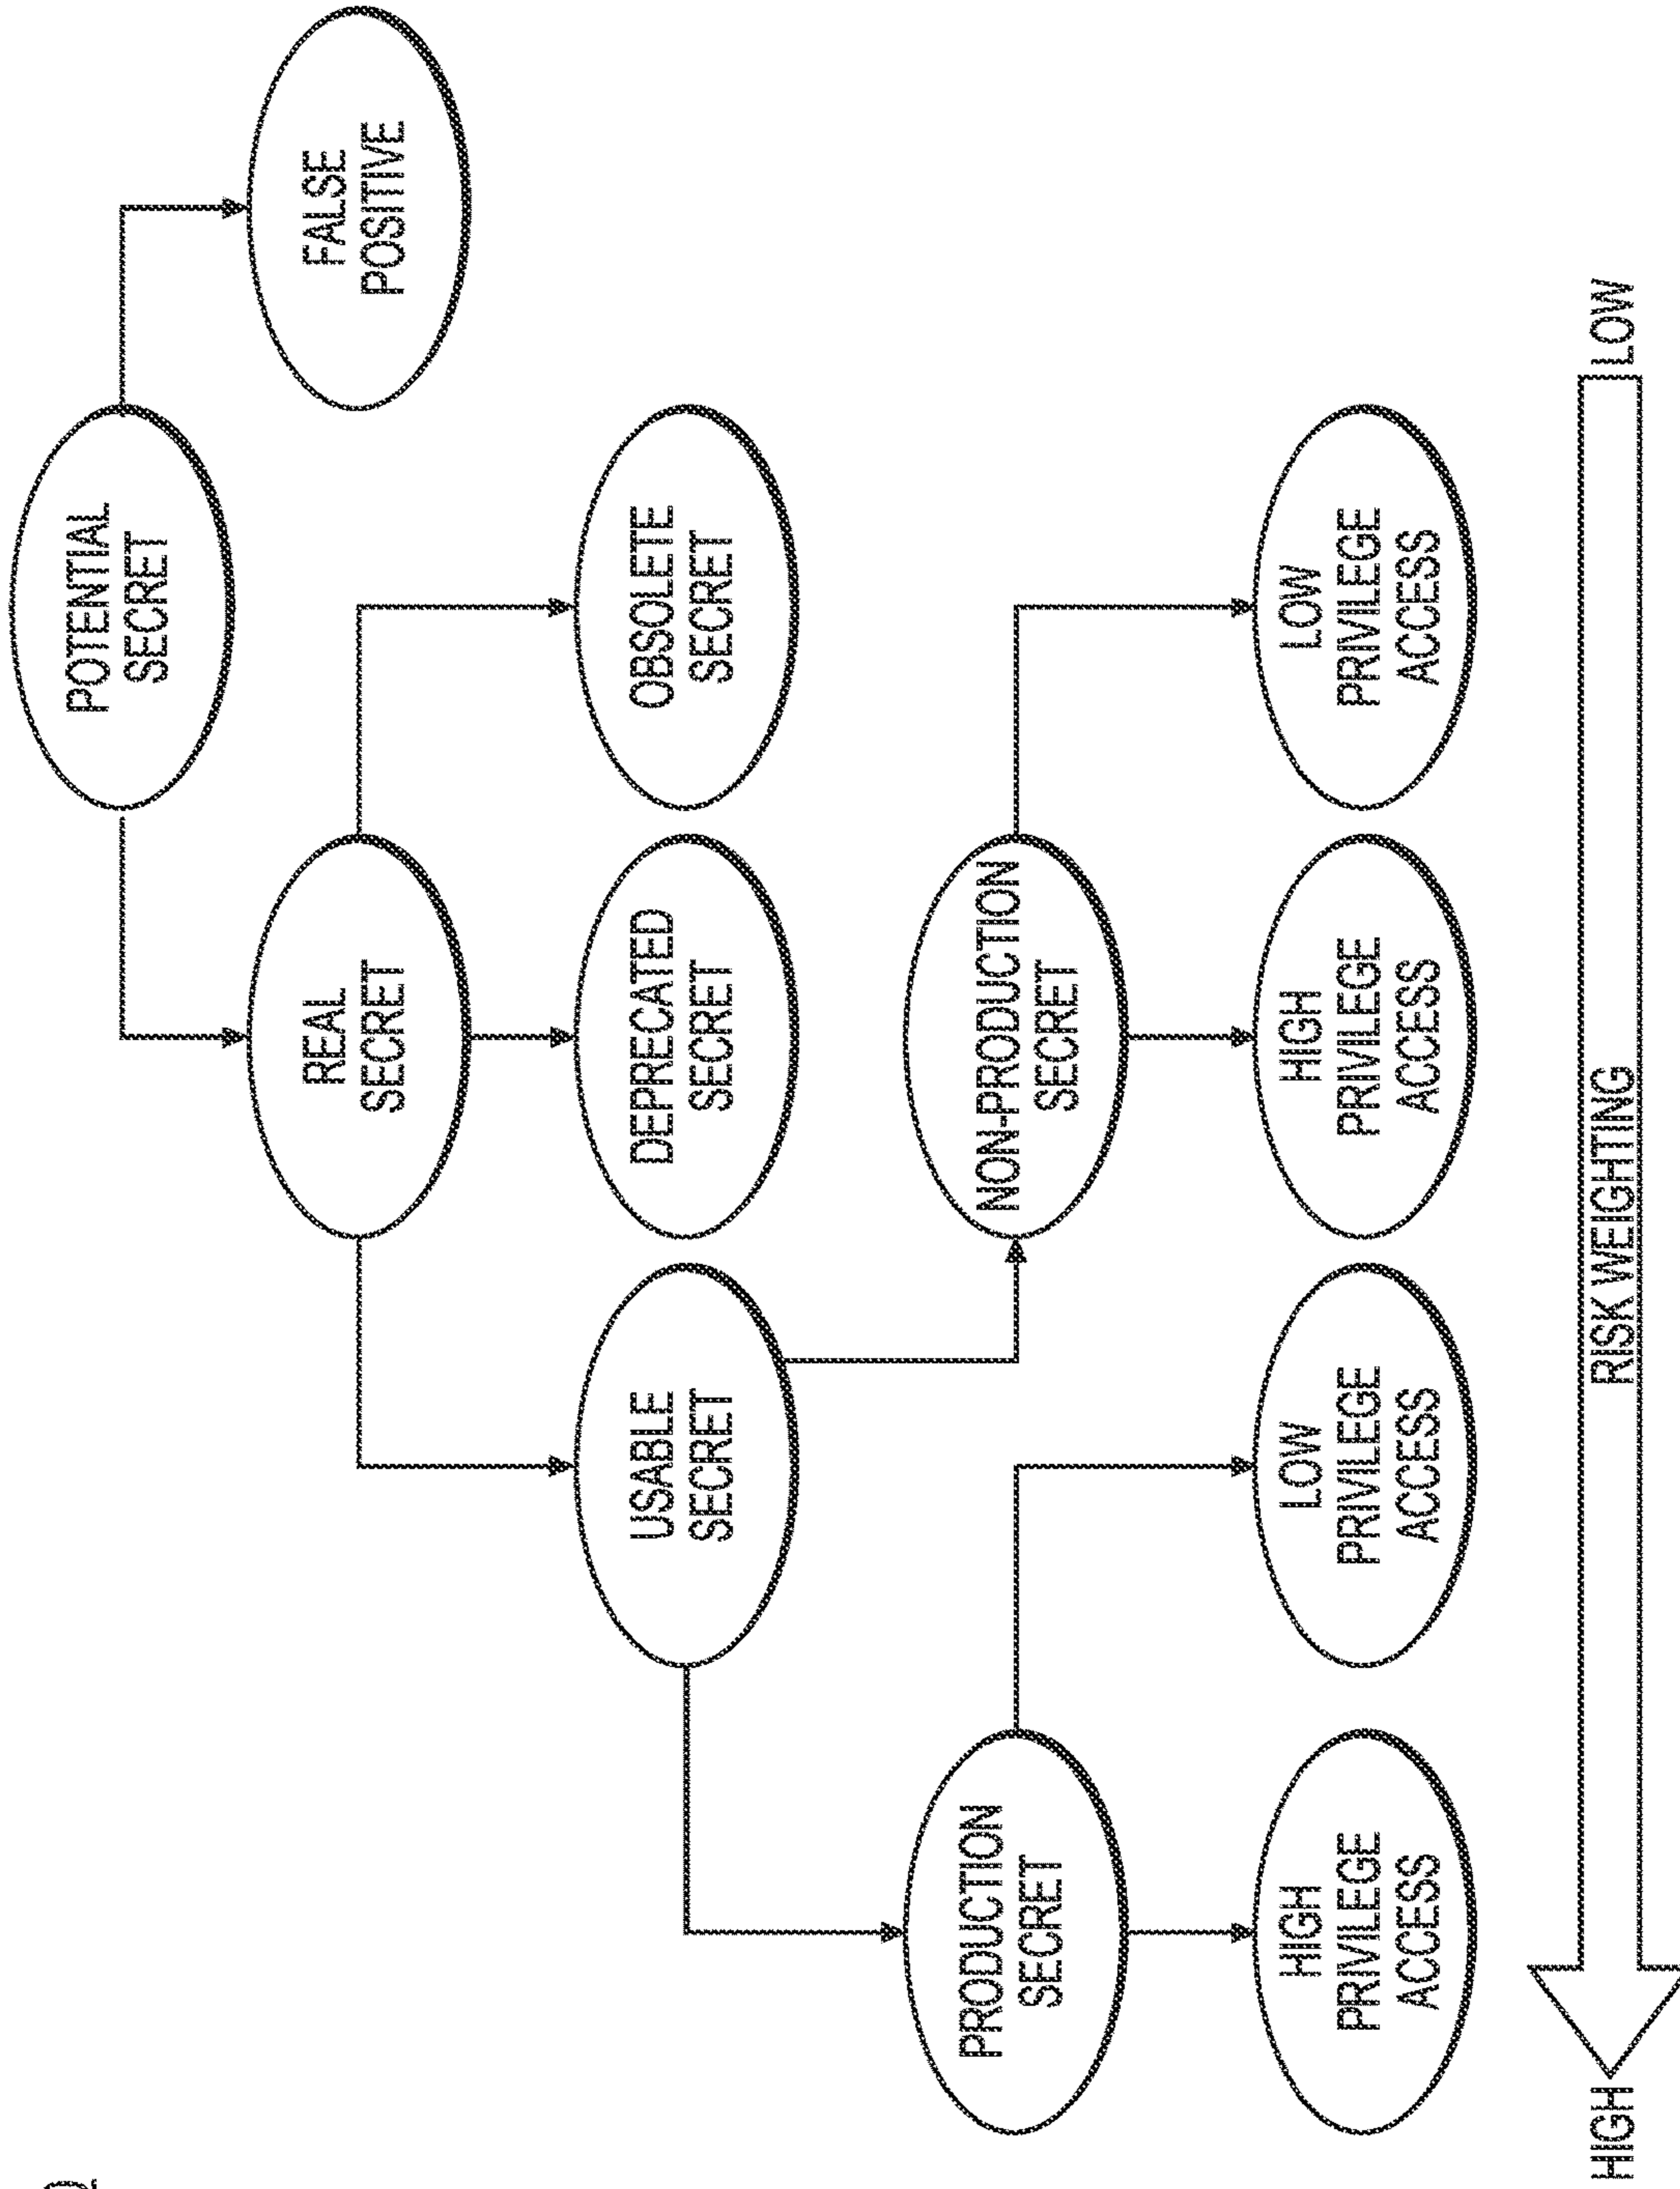 POTENTIAL
SECRET
REAL
SECRET
FALSE
POSITIVE
USABLE
SECRET
DEPRECATED
SECRET
OBSOLETE
SECRET
PRODUCTION
SECRET
NON-PRODUCTION
SECRET
HIGH
PRIVILEGE
ACCESS
LOW
PRIVILEGE
ACCESS
HIGH
PRIVILEGE
ACCESS
LOW
PRIVILEGE
ACCESS
HIGH
RISK WEIGHTING
LOW